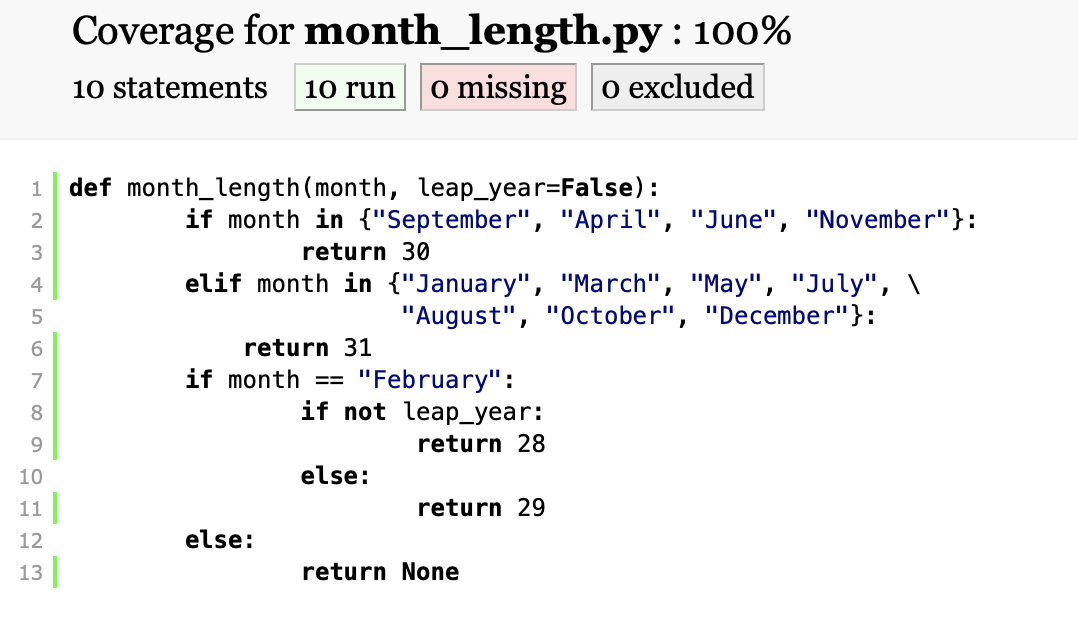 Coverage for month_length.py : 100%
10 statements 10 run 0 missing 0 excluded
1 def month_length(month, leap_year=False):
2 if month in {"September", "April", "June", "November"}:
3 return 30
4 elif month in {"January", "March", "May", "July", \
5 "August", "October", "December"}:
6 return 31
7 if month == "February":
8 if not leap_year:
9 return 28
10 else:
11 return 29
12 else:
13 return None